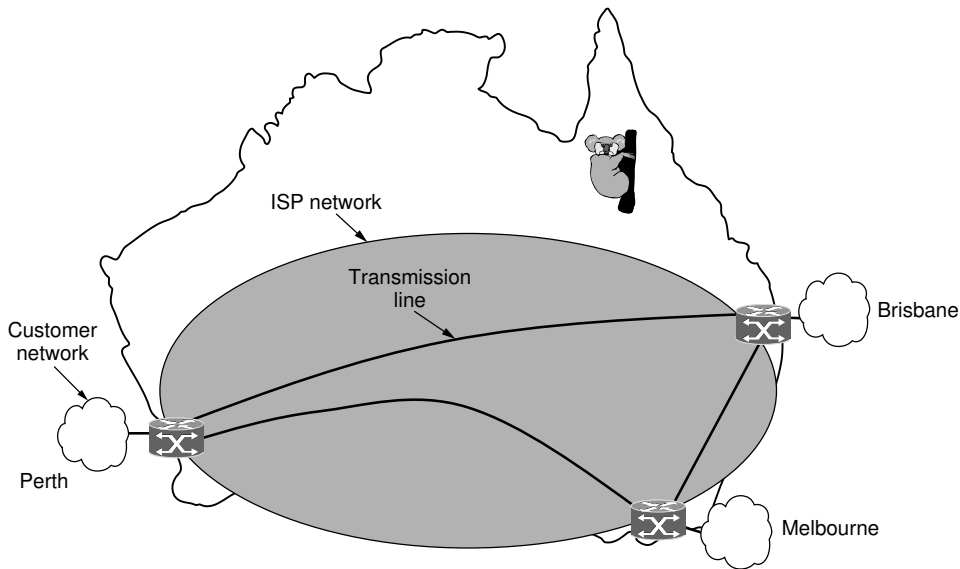 ISP network
Transmission
line
Brisbane
Customer
network
Perth
Melbourne